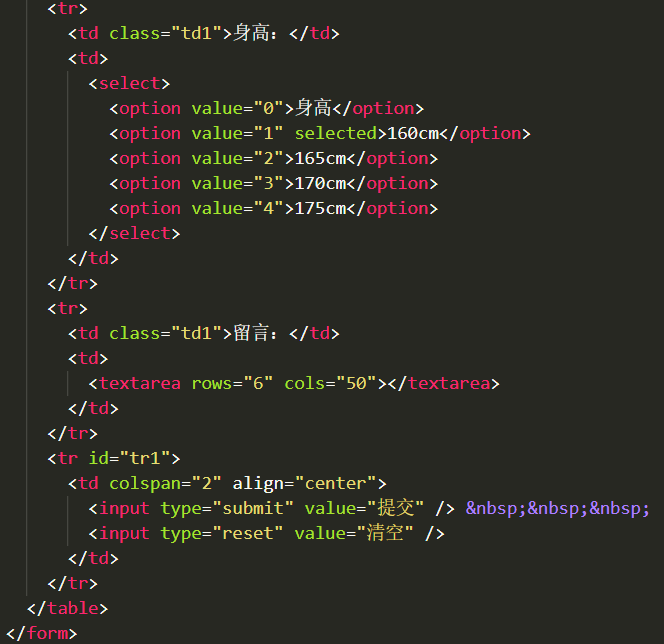 <tr>
<td class="td1">身高：</td>
<td>
<select>
<option value="0">身高</option>
<option value="1" selected>160cm</option>
<option value="2">165cm</option>
<option value="3">170cm</option>
<option value="4">175cm</option>
</select>
</td>
</tr>
<tr>
<td class="td1">留言：</td>
<td>
<textarea rows="6" cols="50"></textarea>
</td>
</tr>
<tr id="tr1">
<td colspan="2" align="center">
<input type="submit" value="提交" /> &nbsp;&nbsp;&nbsp;
<input type="reset" value="清空" />
</td>
</tr>
</table>
</form>